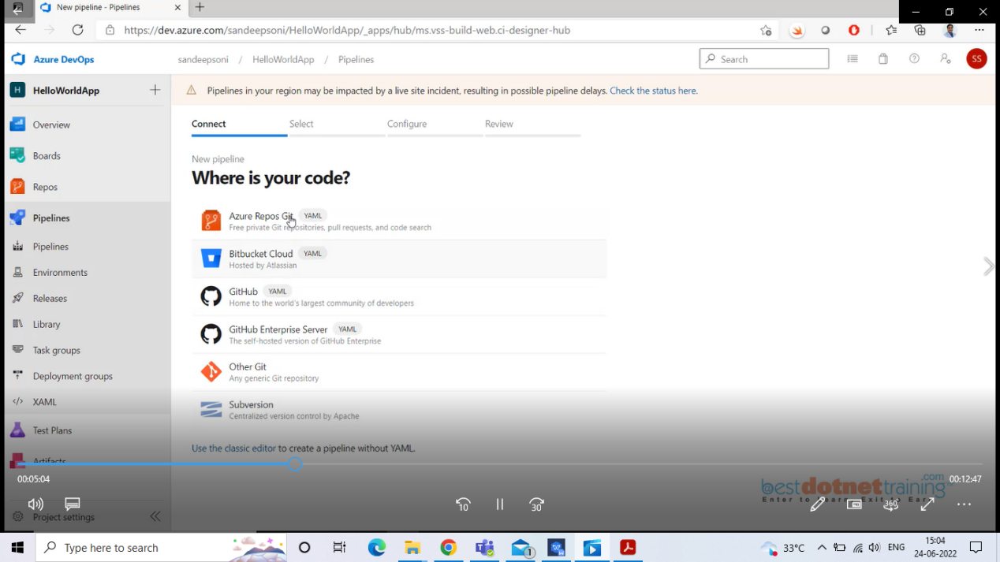 New pipeline - Pipelines
https://dev.azure.com/sandeepsoni/HelloWorldApp/_apps/hub/ms.vss-build-web.ci-designer-hub
Azure DevOps
sandeepsoni / HelloWorldApp / Pipelines
Search
SS
H HelloWorldApp
Pipelines in your region may be impacted by a live site incident, resulting in possible pipeline delays. Check the status here.
Overview
Boards
Repos
Pipelines
Pipelines
Environments
Releases
Library
Task groups
Deployment groups
XAML
Test Plans
Artifacts
Project settings
Connect Select Configure Review
New pipeline
Where is your code?
Azure Repos Git YAML
Free private Git repositories, pull requests, and code search
Bitbucket Cloud YAML
Hosted by Atlassian
GitHub YAML
Home to the world's largest community of developers
GitHub Enterprise Server YAML
The self-hosted version of GitHub Enterprise
Other Git
Any generic Git repository
Subversion
Centralized version control by Apache
Use the classic editor to create a pipeline without YAML.
00:05:04
00:12:47
@bestdotnettraining.com
Enter to Learn Exit to Earn
10
30
360
Type here to search
1
33°C
ENG
15:04
24-06-2022